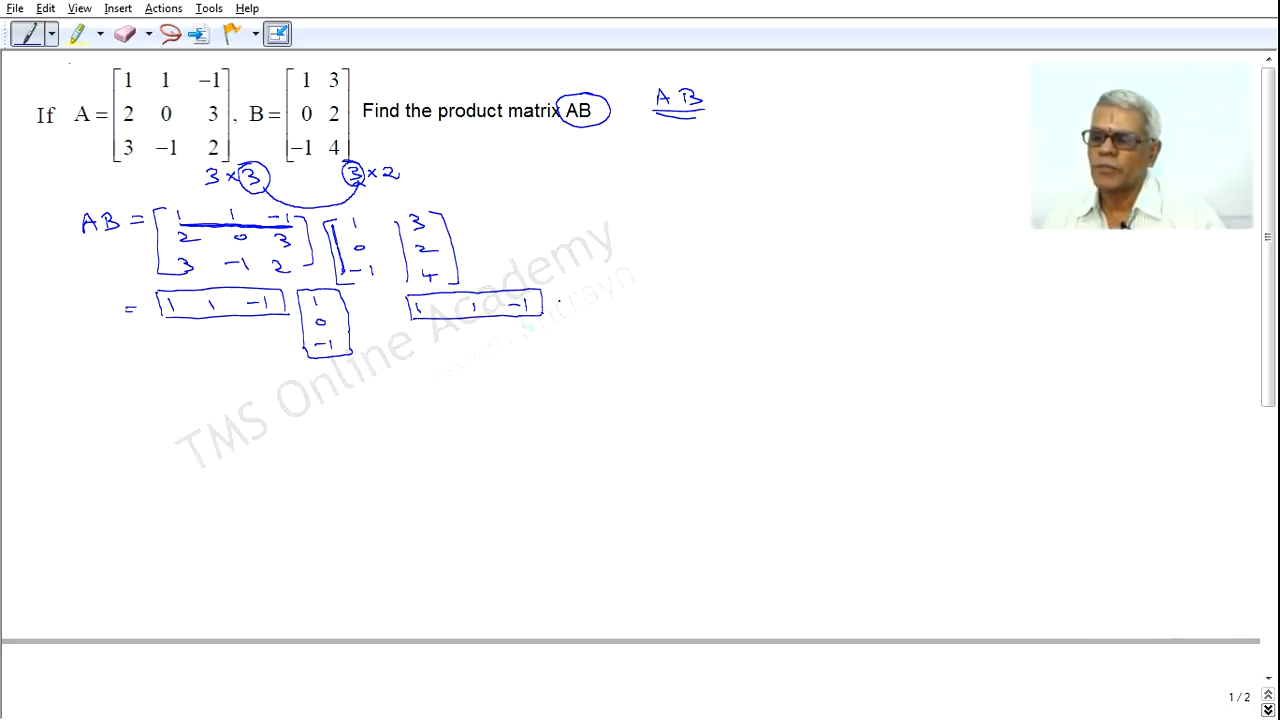 File Edit View Insert Actions Tools Help
If A = [1 1 −1; 2 0 3; 3 −1 2], B = [1 3; 0 2; −1 4] Find the product matrix AB
AB
3 × 3 3 × 2
AB = [1 1 −1; 2 0 3; 3 −1 2] [1 3; 0 2; −1 4]
= 1 1 −1 1 1 1 −1
0
−1
TMS Online Academy
1 / 2